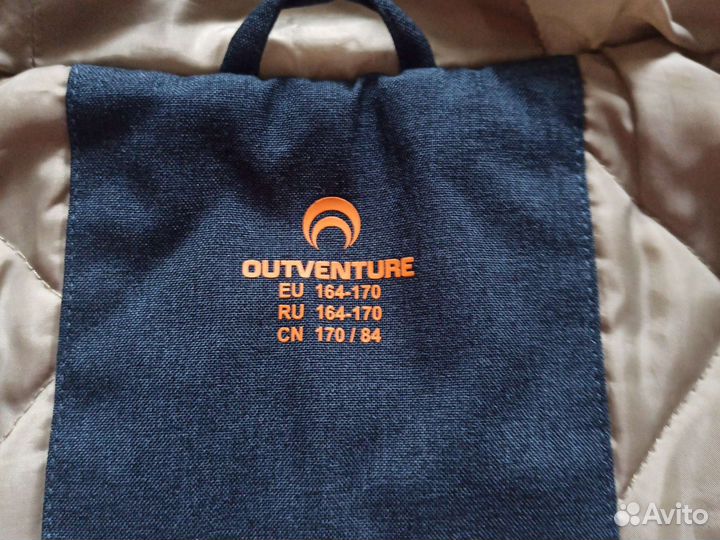 OUTVENTURE
EU 164-170
RU 164-170
CN 170 / 84
Avito